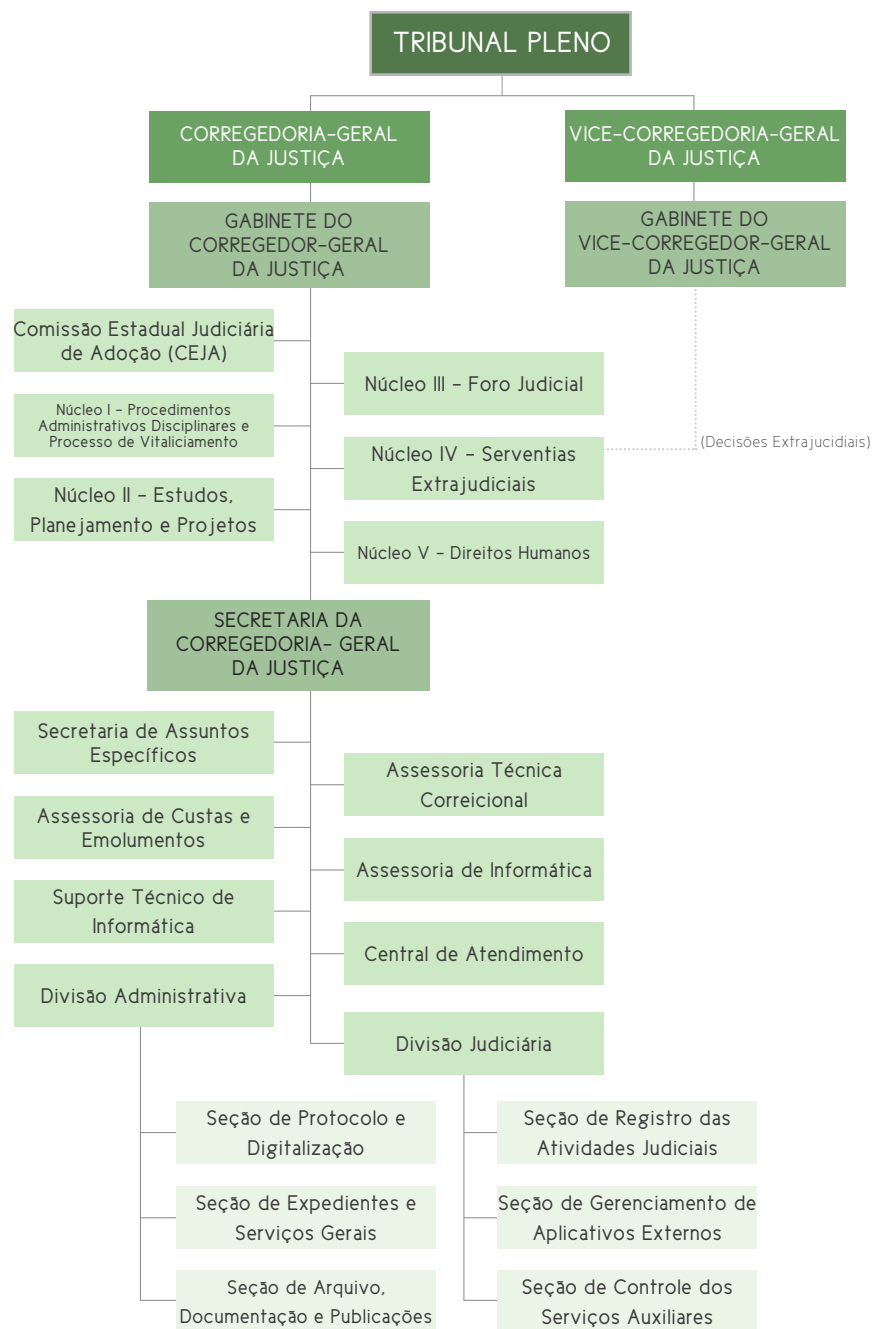 TRIBUNAL PLENO
CORREGEDORIA-GERAL
DA JUSTIÇA
VICE-CORREGEDORIA-GERAL
DA JUSTIÇA
GABINETE DO
CORREGEDOR-GERAL
DA JUSTIÇA
GABINETE DO
VICE-CORREGEDOR-GERAL
DA JUSTIÇA
Comissão Estadual Judiciária
de Adoção (CEJA)
Núcleo III - Foro Judicial
Núcleo I - Procedimentos
Administrativos Disciplinares e
Processo de Vitaliciamento
Núcleo IV - Serventias
Extrajudiciais
(Decisões Extrajucidiais)
Núcleo II - Estudos,
Planejamento e Projetos
Núcleo V - Direitos Humanos
SECRETARIA DA
CORREGEDORIA- GERAL
DA JUSTIÇA
Secretaria de Assuntos
Específicos
Assessoria Técnica
Correicional
Assessoria de Custas e
Emolumentos
Assessoria de Informática
Suporte Técnico de
Informática
Central de Atendimento
Divisão Administrativa
Divisão Judiciária
Seção de Protocolo e
Digitalização
Seção de Registro das
Atividades Judiciais
Seção de Expedientes e
Serviços Gerais
Seção de Gerenciamento de
Aplicativos Externos
Seção de Arquivo,
Documentação e Publicações
Seção de Controle dos
Serviços Auxiliares